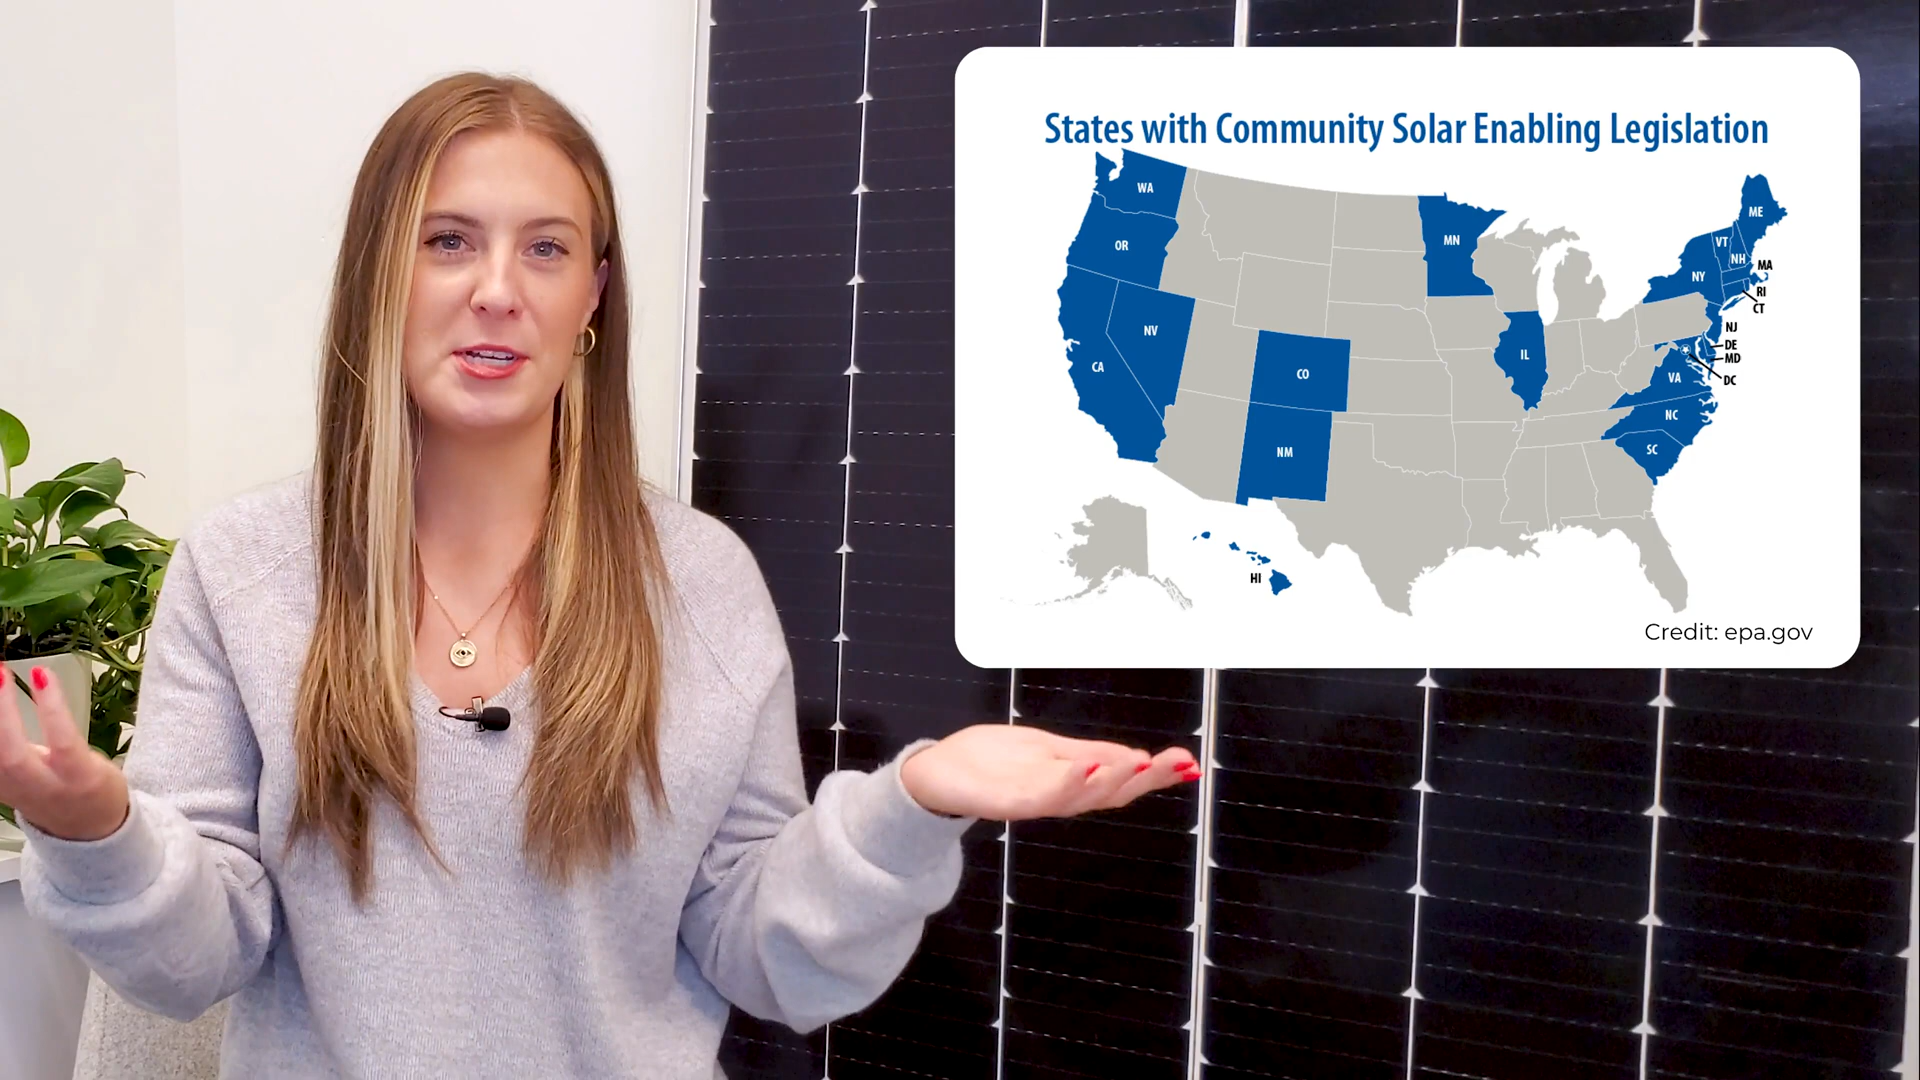 States with Community Solar Enabling Legislation
WA
OR
CA
NV
CO
NM
HI
MN
IL
ME
VT
NH
NY
MA
RI
CT
NJ
DE
MD
DC
VA
NC
SC
Credit: epa.gov